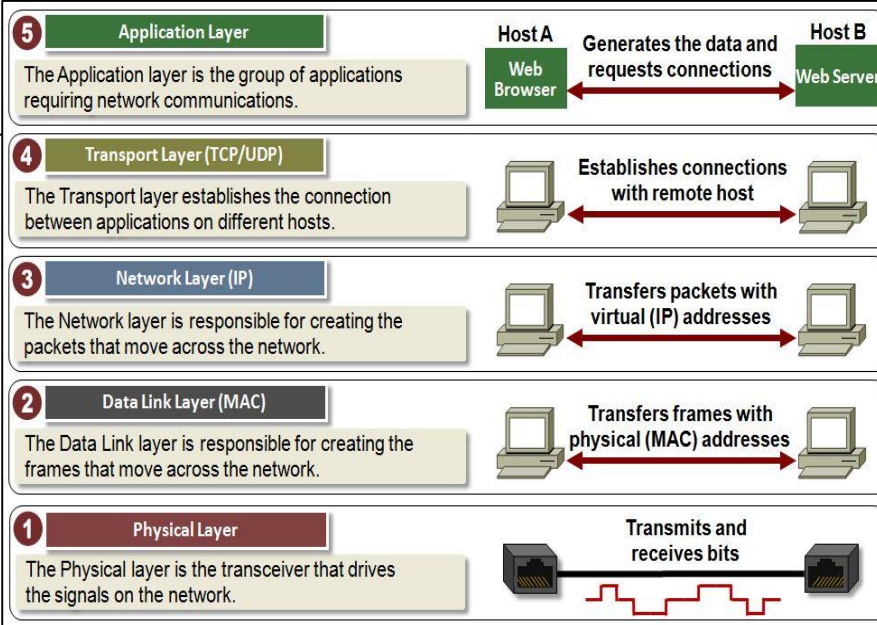 5
Application Layer
The Application layer is the group of applications
requiring network communications.
Host A
Web
Browser
Generates the data and
requests connections
Host B
Web Server
4
Transport Layer (TCP/UDP)
The Transport layer establishes the connection
between applications on different hosts.
Establishes connections
with remote host
3
Network Layer (IP)
The Network layer is responsible for creating the
packets that move across the network.
Transfers packets with
virtual (IP) addresses
2
Data Link Layer (MAC)
The Data Link layer is responsible for creating the
frames that move across the network.
Transfers frames with
physical (MAC) addresses
1
Physical Layer
The Physical layer is the transceiver that drives
the signals on the network.
Transmits and
receives bits